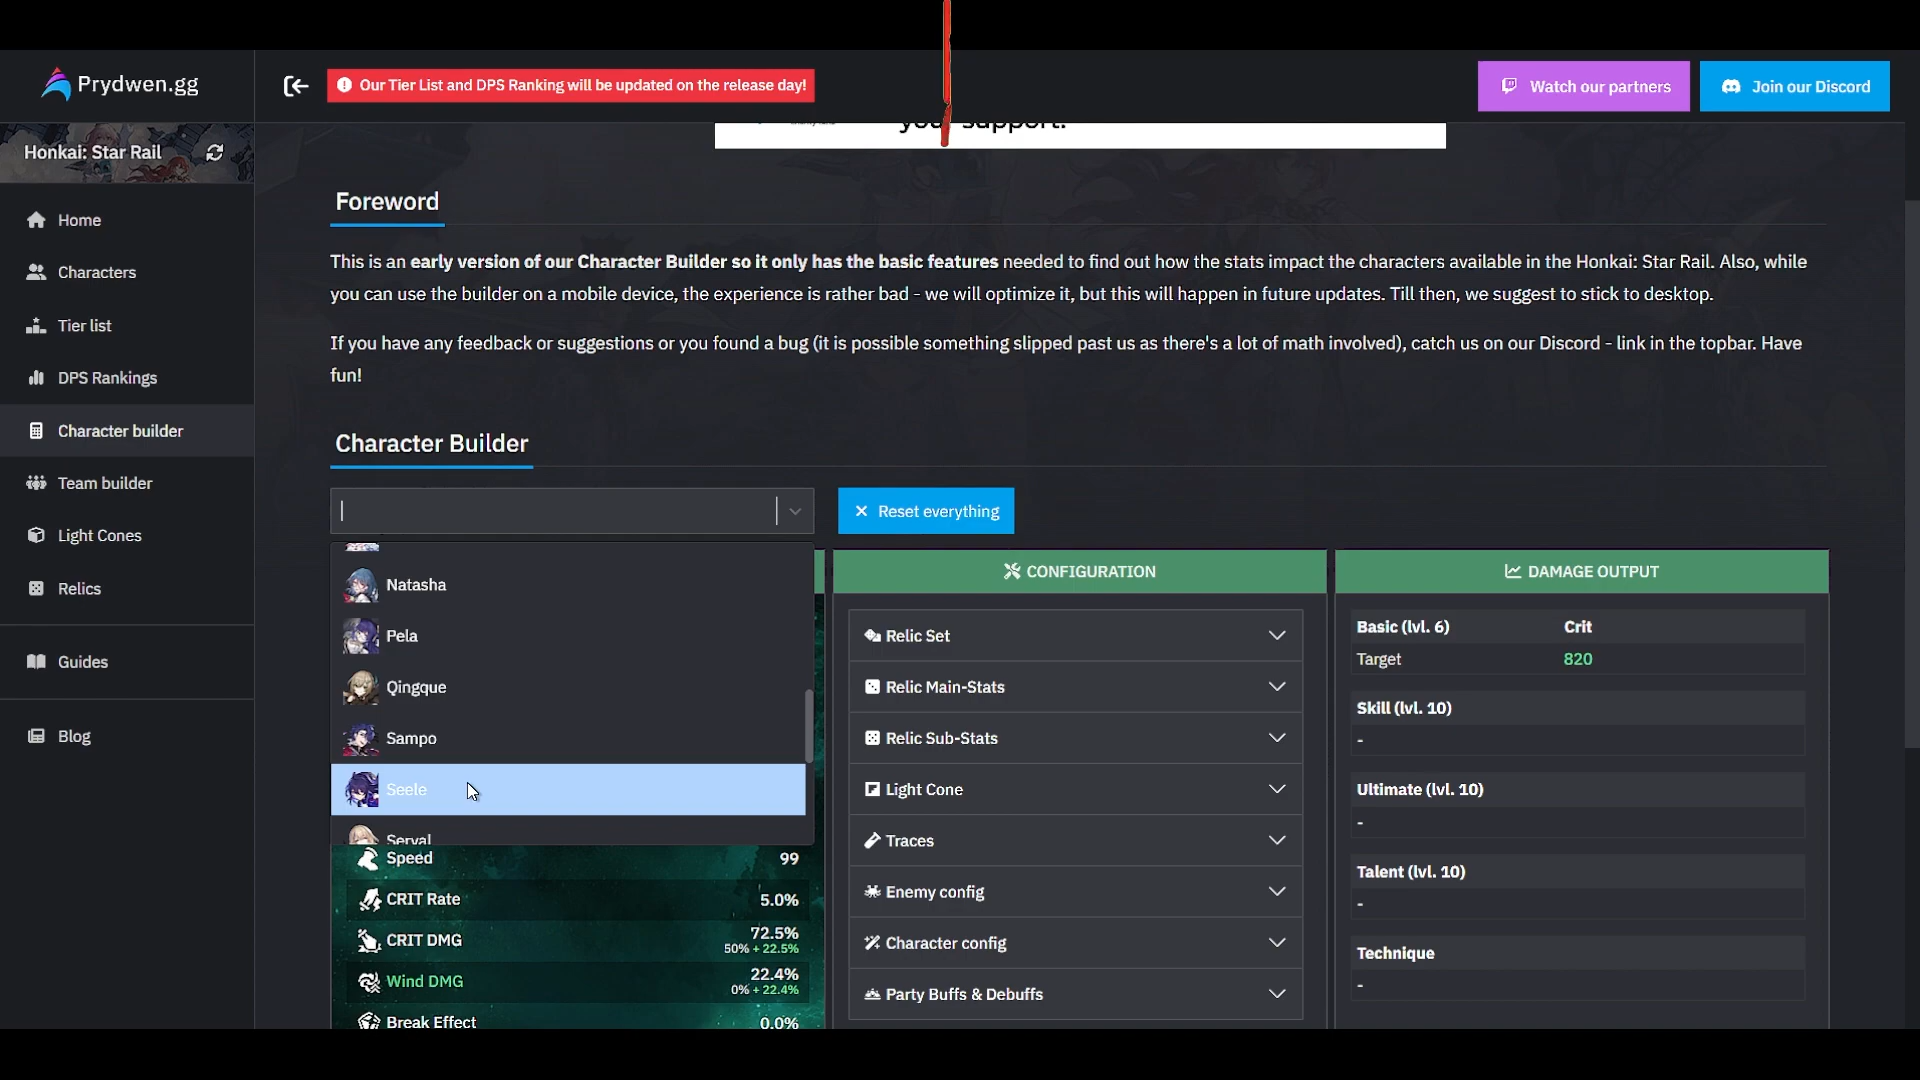 Prydwen.gg
Our Tier List and DPS Ranking will be updated on the release day!
Watch our partners
Join our Discord
Honkai: Star Rail
Home
Characters
Tier list
DPS Rankings
Character builder
Team builder
Light Cones
Relics
Guides
Blog
your support!
Foreword
This is an early version of our Character Builder so it only has the basic features needed to find out how the stats impact the characters available in the Honkai: Star Rail. Also, while
you can use the builder on a mobile device, the experience is rather bad - we will optimize it, but this will happen in future updates. Till then, we suggest to stick to desktop.
If you have any feedback or suggestions or you found a bug (it is possible something slipped past us as there's a lot of math involved), catch us on our Discord - link in the topbar. Have
fun!
Character Builder
Reset everything
Natasha
Pela
Qingque
Sampo
Seele
Serval
Speed 99
CRIT Rate 5.0%
CRIT DMG 72.5%
50% + 22.5%
Wind DMG 22.4%
0% + 22.4%
Break Effect 0.0%
CONFIGURATION
Relic Set
Relic Main-Stats
Relic Sub-Stats
Light Cone
Traces
Enemy config
Character config
Party Buffs & Debuffs
DAMAGE OUTPUT
Basic (lvl. 6) Crit
Target 820
Skill (lvl. 10)
-
Ultimate (lvl. 10)
-
Talent (lvl. 10)
-
Technique
-